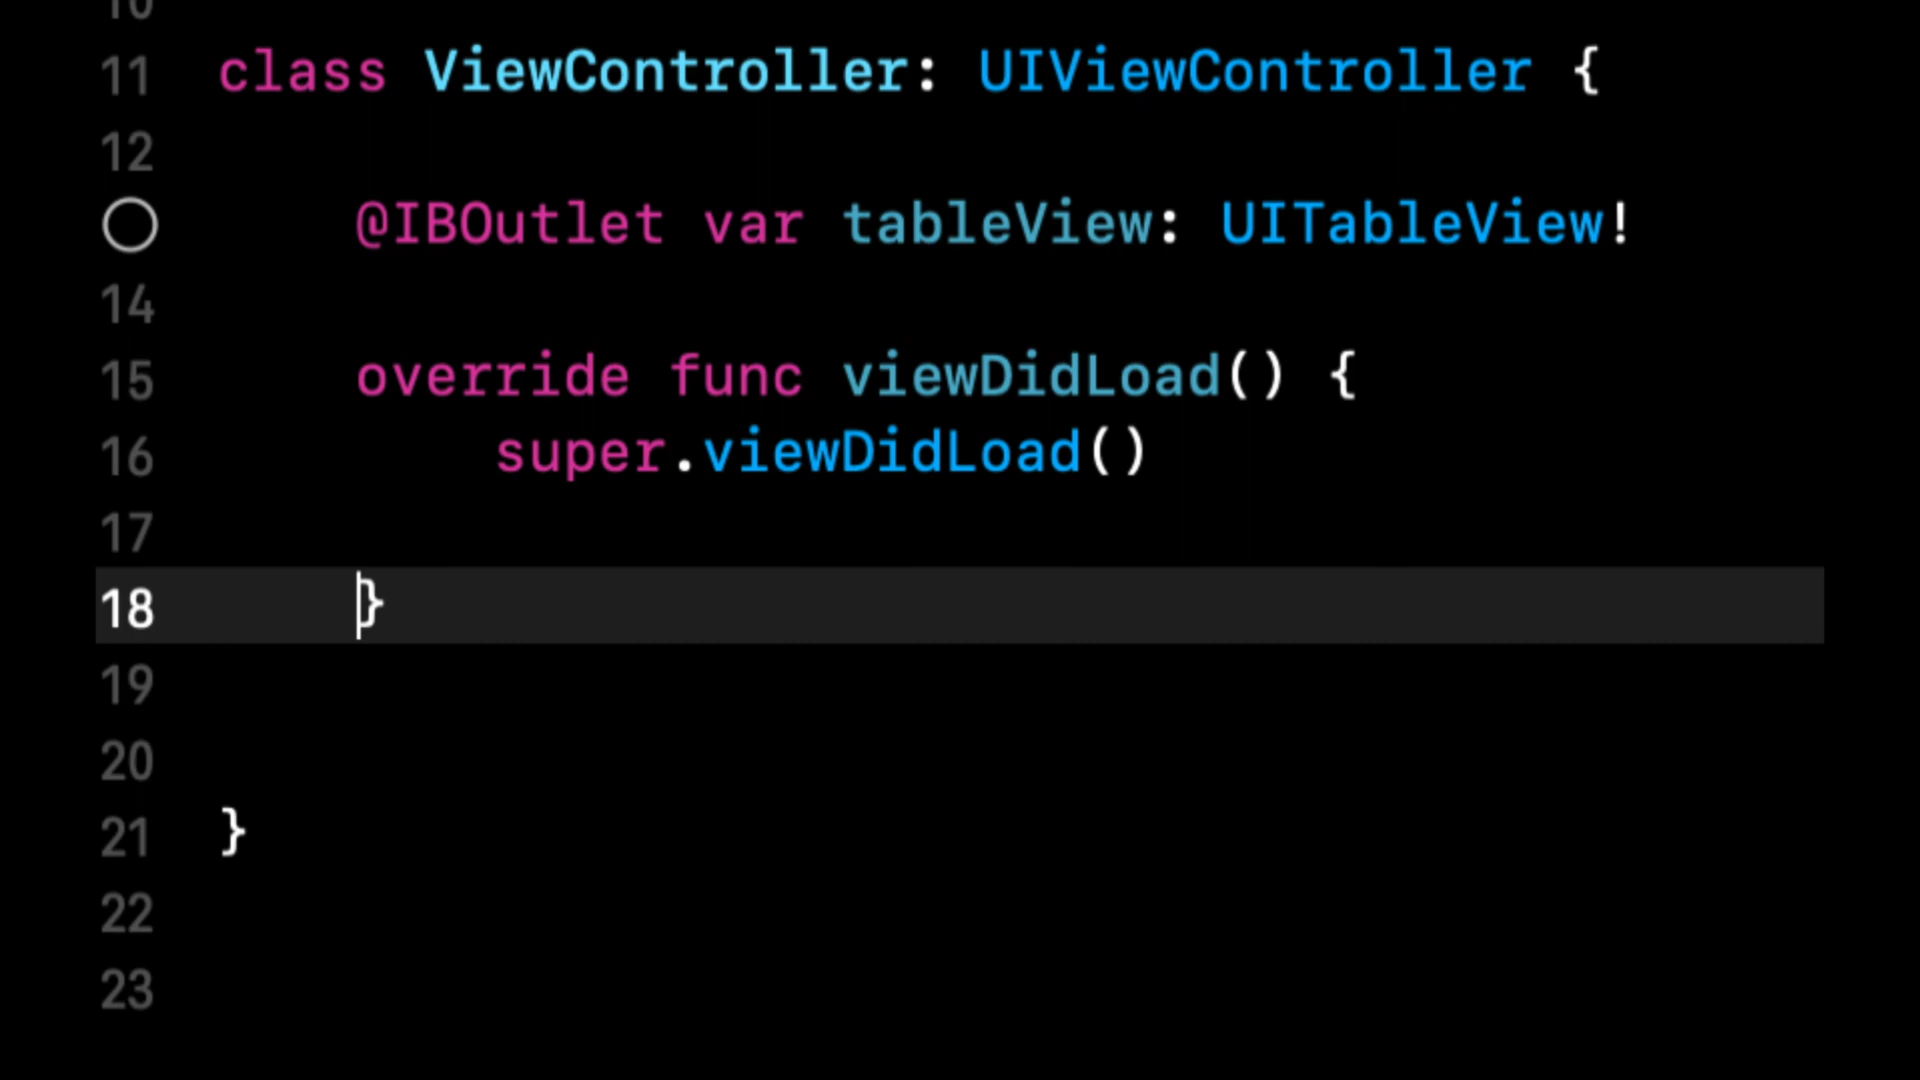 10
11 class ViewController: UIViewController {
12
@IBOutlet var tableView: UITableView!
14
15 override func viewDidLoad() {
16 super.viewDidLoad()
17
18 }
19
20
21 }
22
23